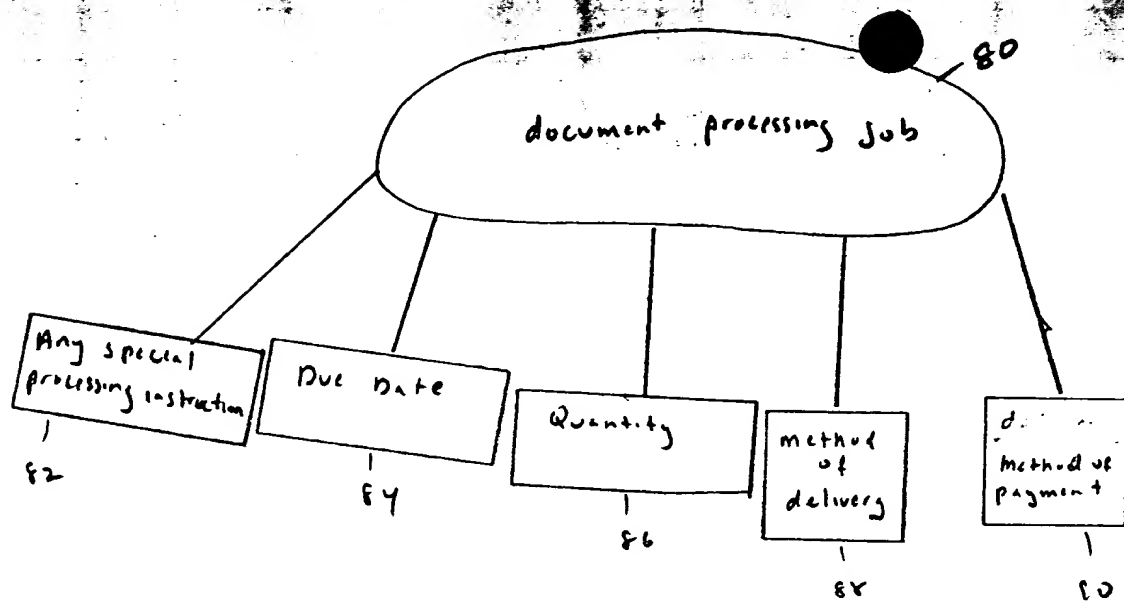 80
document processing job
Any special
processing instruction
Due Date
Quantity
method
of
delivery
method of
payment
82
84
86
88
90